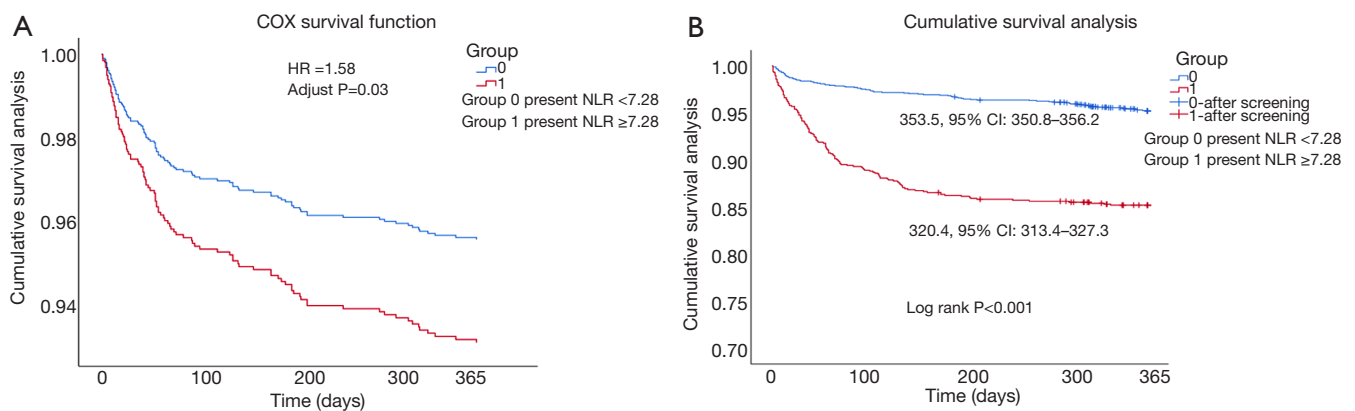 A
COX survival function
Cumulative survival analysis
1.00
0.98
0.96
0.94
HR =1.58
Adjust P=0.03
Group
0
1
Group 0 present NLR <7.28
Group 1 present NLR ≥7.28
0
100
200
300
365
Time (days)
B
Cumulative survival analysis
Cumulative survival analysis
1.00
0.95
0.90
0.85
0.80
0.75
0.70
353.5, 95% CI: 350.8–356.2
320.4, 95% CI: 313.4–327.3
Log rank P<0.001
Group
0
1
0-after screening
1-after screening
Group 0 present NLR <7.28
Group 1 present NLR ≥7.28
0
100
200
300
365
Time (days)